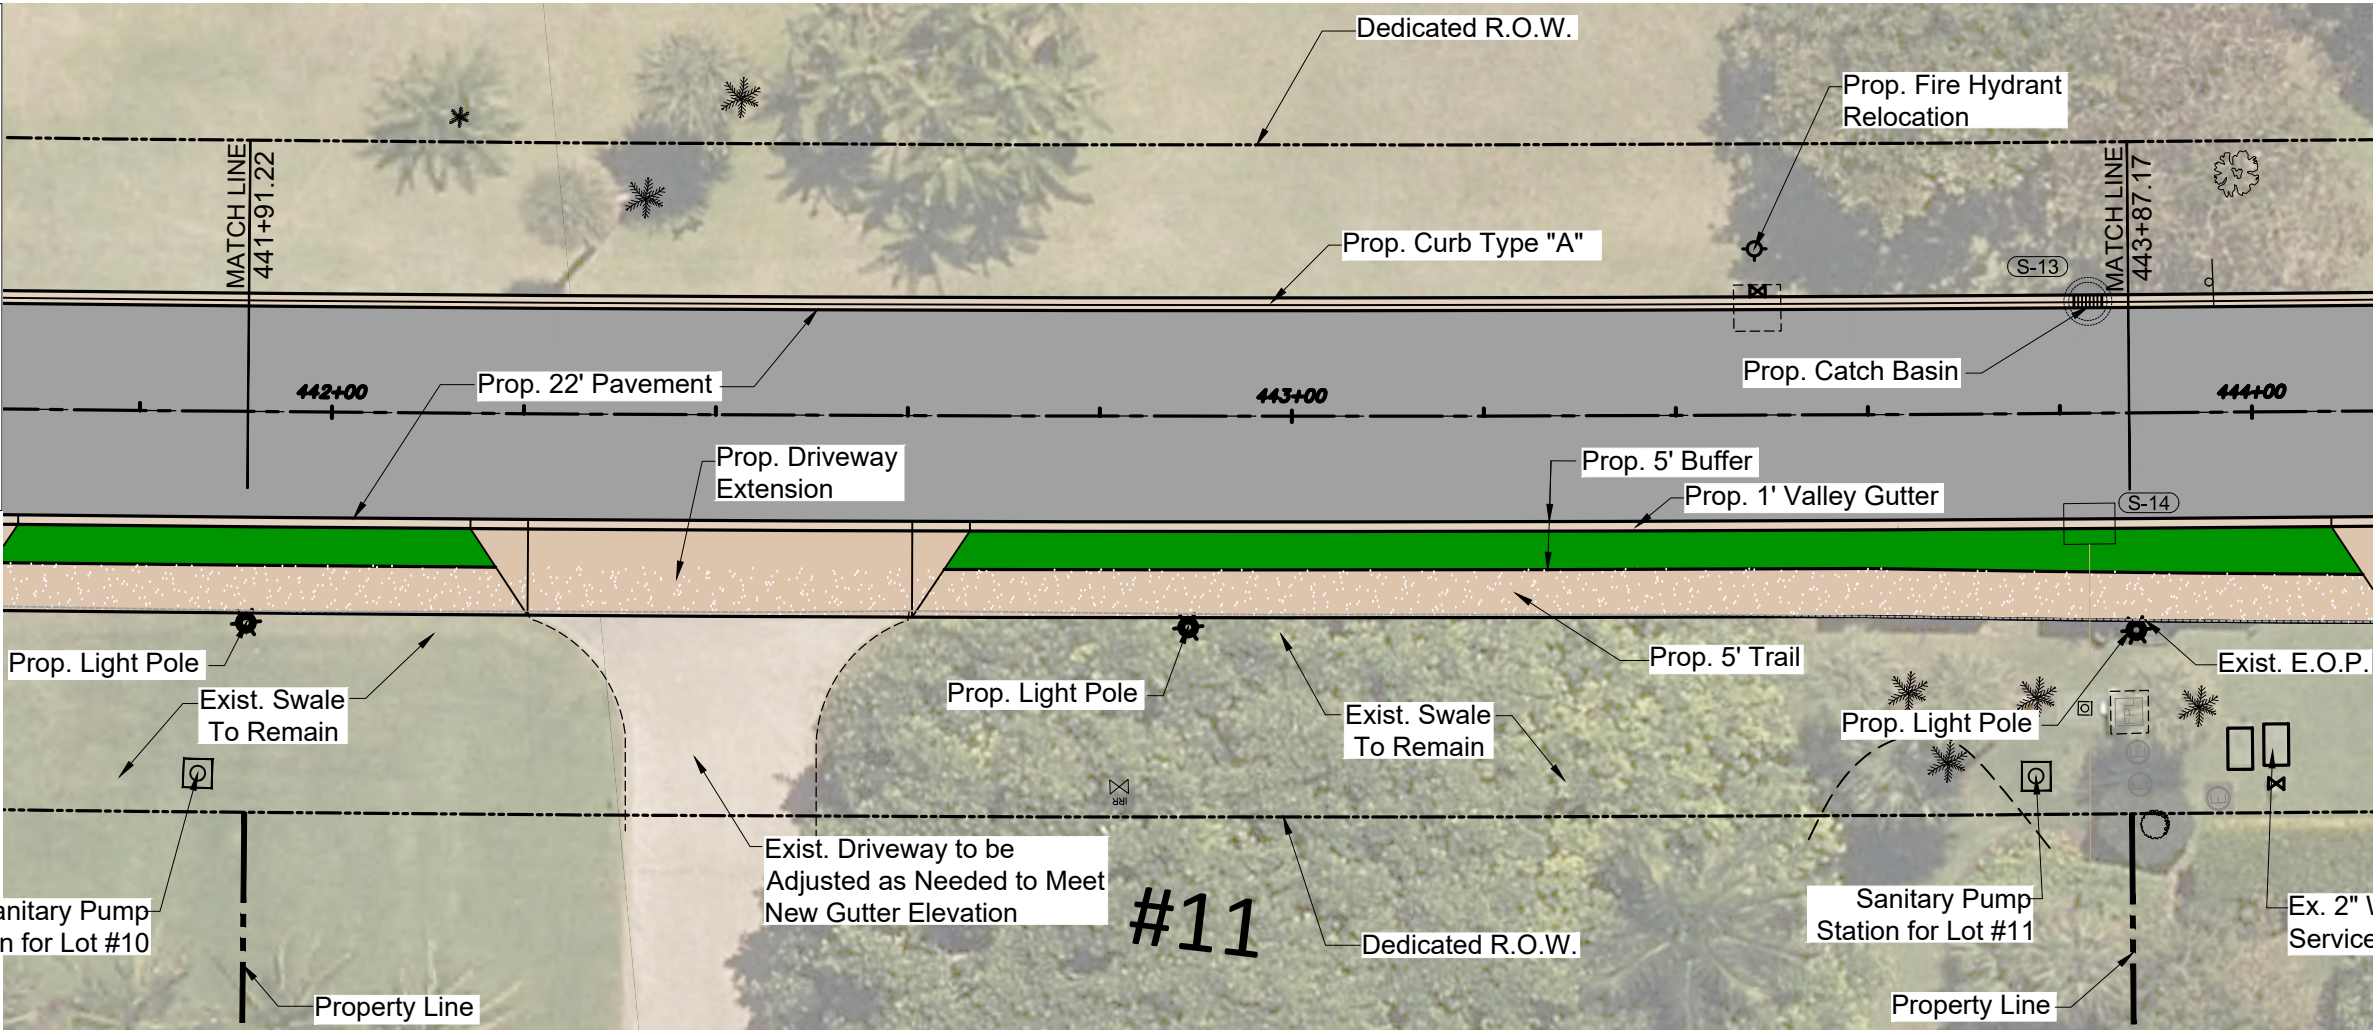 Dedicated R.O.W.
Prop. Fire Hydrant
Relocation
MATCH LINE
441+91.22
MATCH LINE
443+87.17
Prop. Curb Type "A"
S-13
Prop. Catch Basin
Prop. 22' Pavement
442+00
443+00
444+00
Prop. Driveway
Extension
Prop. 5' Buffer
Prop. 1' Valley Gutter
S-14
Prop. Light Pole
Exist. Swale
To Remain
Prop. Light Pole
Exist. Swale
To Remain
Prop. 5' Trail
Prop. Light Pole
Exist. E.O.P.
IRR
E
E
E
Exist. Driveway to be
Adjusted as Needed to Meet
New Gutter Elevation
#11
Dedicated R.O.W.
anitary Pump
n for Lot #10
Property Line
Sanitary Pump
Station for Lot #11
Ex. 2"
Service
Property Line